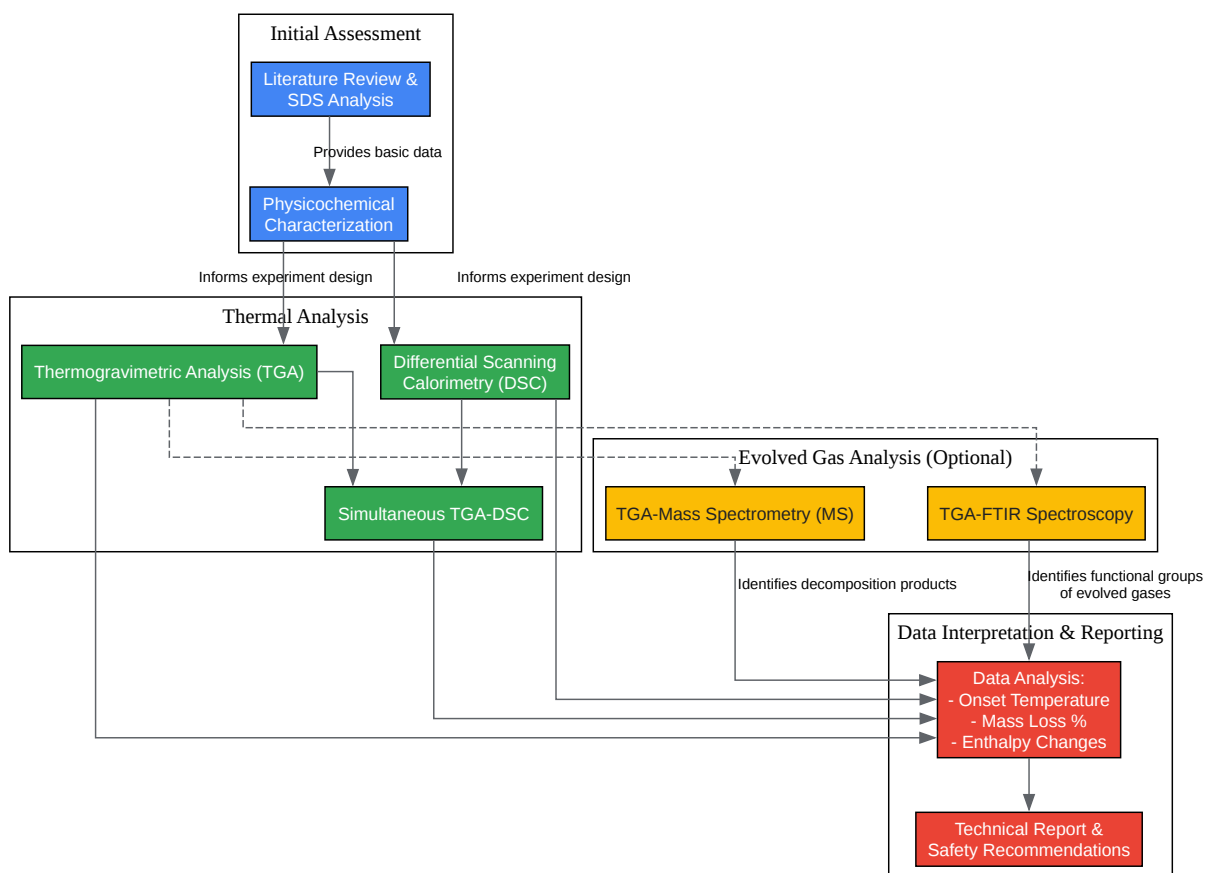 Initial Assessment
Literature Review &
SDS Analysis
Provides basic data
Physicochemical
Characterization
Informs experiment design
Informs experiment design
Thermal Analysis
Thermogravimetric Analysis (TGA)
Differential Scanning
Calorimetry (DSC)
Evolved Gas Analysis (Optional)
Simultaneous TGA-DSC
TGA-Mass Spectrometry (MS)
TGA-FTIR Spectroscopy
Identifies decomposition products
Identifies functional groups
of evolved gases
Data Interpretation & Reporting
Data Analysis:
- Onset Temperature
- Mass Loss %
- Enthalpy Changes
Technical Report &
Safety Recommendations